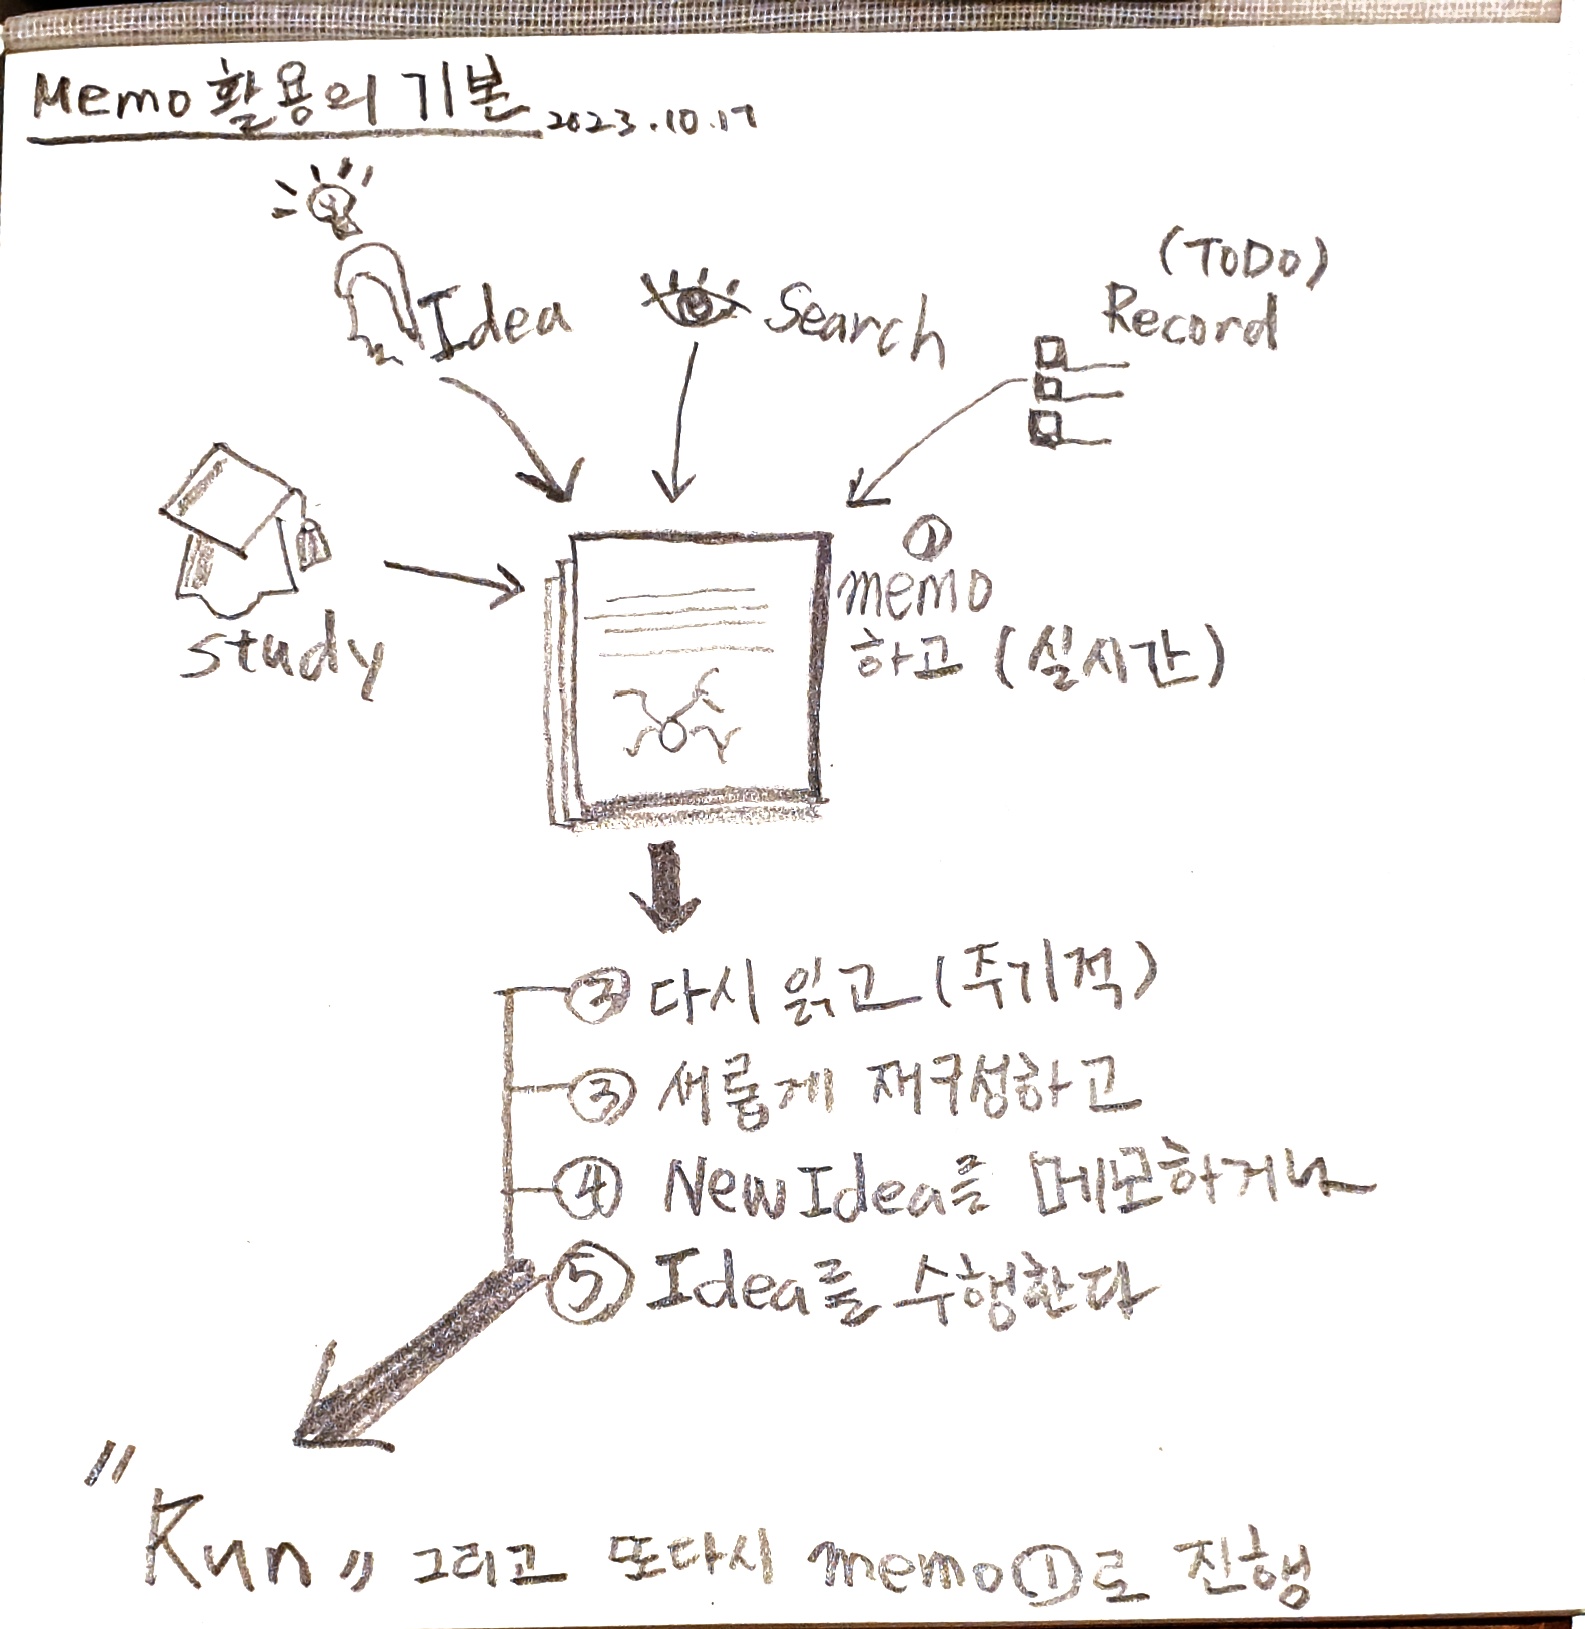 Memo 활용의 기본 2023.10.17
Idea
Search
(ToDo)
Record
study
①
memo
하고 (실시간)
② 다시 읽고 (주기적)
③ 새롭게 재구성하고
④ New Idea를 메모하거나
⑤ Idea를 수행한다
"Run" 그리고 또다시 memo①로 진행